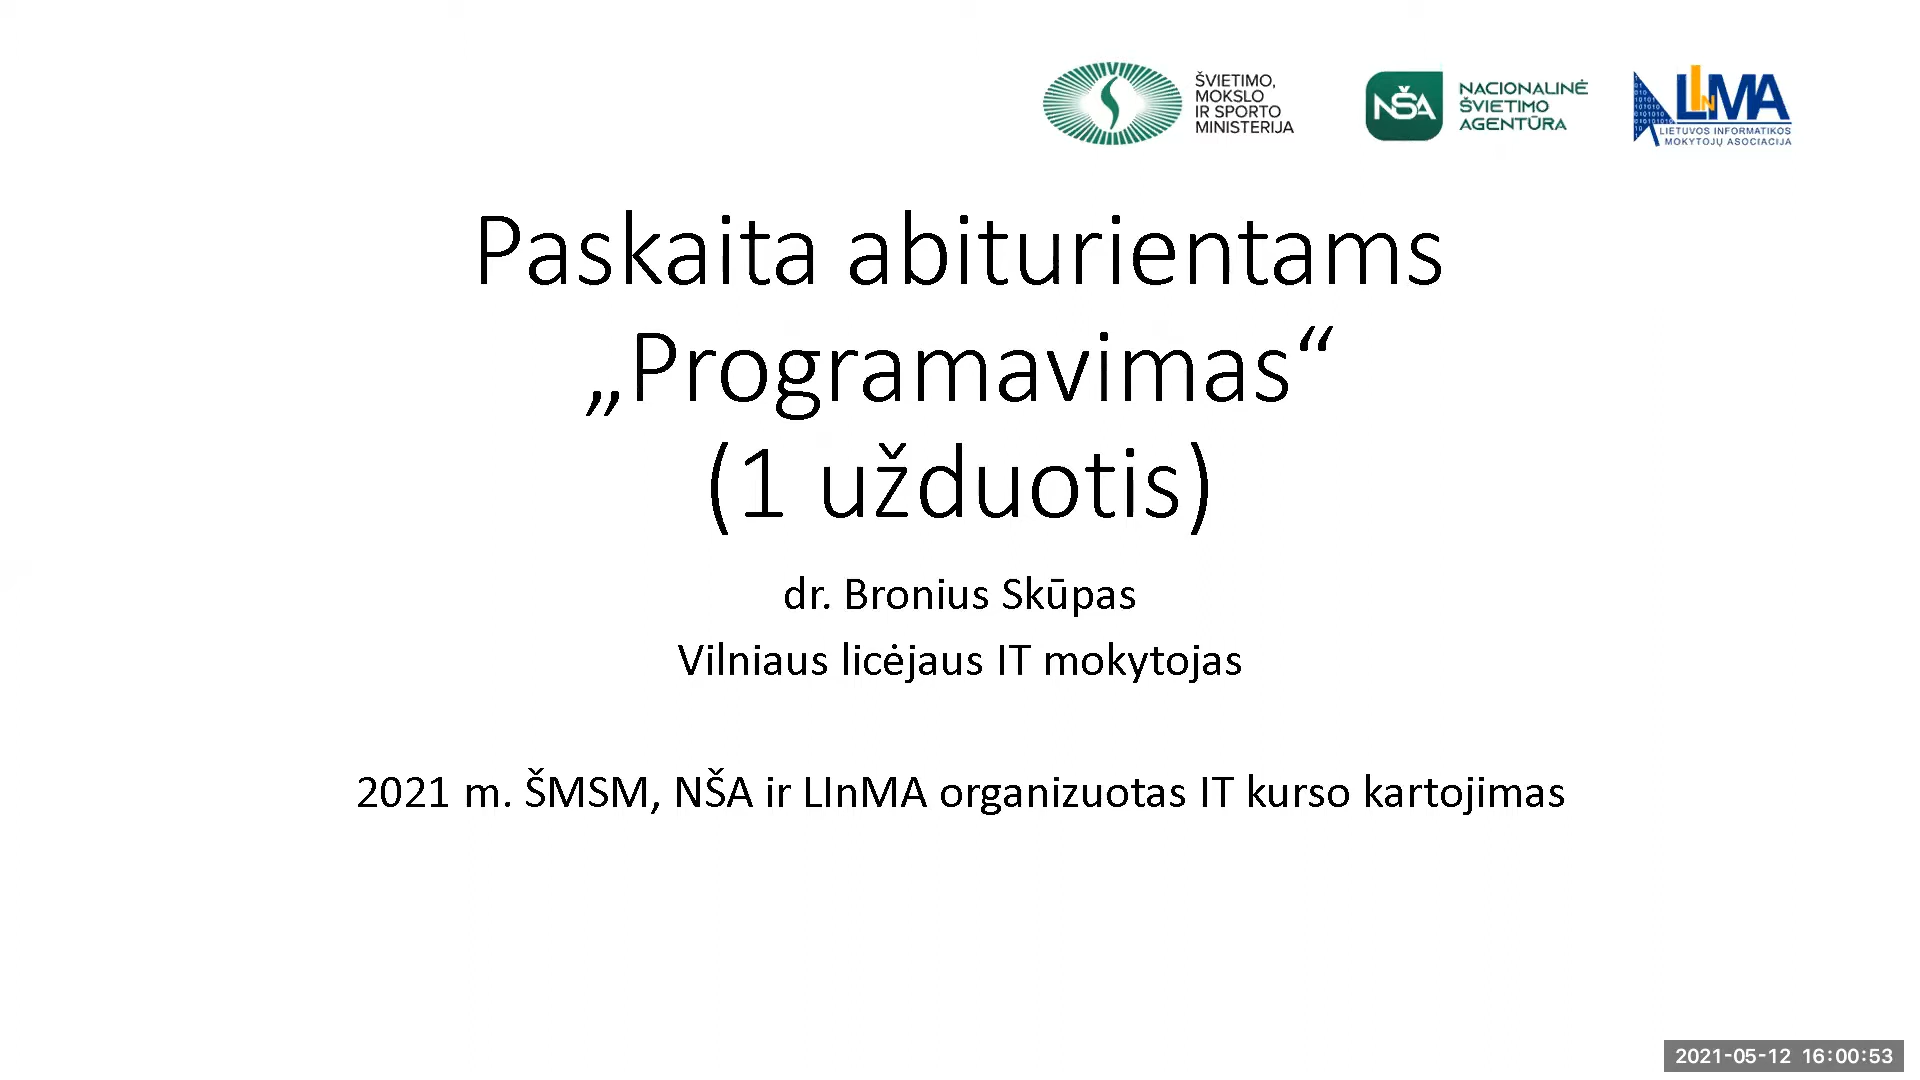 ŠVIETIMO,
MOKSLO
IR SPORTO
MINISTERIJA
NŠA
NACIONALINĖ
ŠVIETIMO
AGENTŪRA
LInMA
LIETUVOS INFORMATIKOS
MOKYTOJŲ ASOCIACIJA
Paskaita abiturientams
„Programavimas“
(1 užduotis)
dr. Bronius Skūpas
Vilniaus licėjaus IT mokytojas
2021 m. ŠMSM, NŠA ir LInMA organizuotas IT kurso kartojimas
2021-05-12 16:00:53